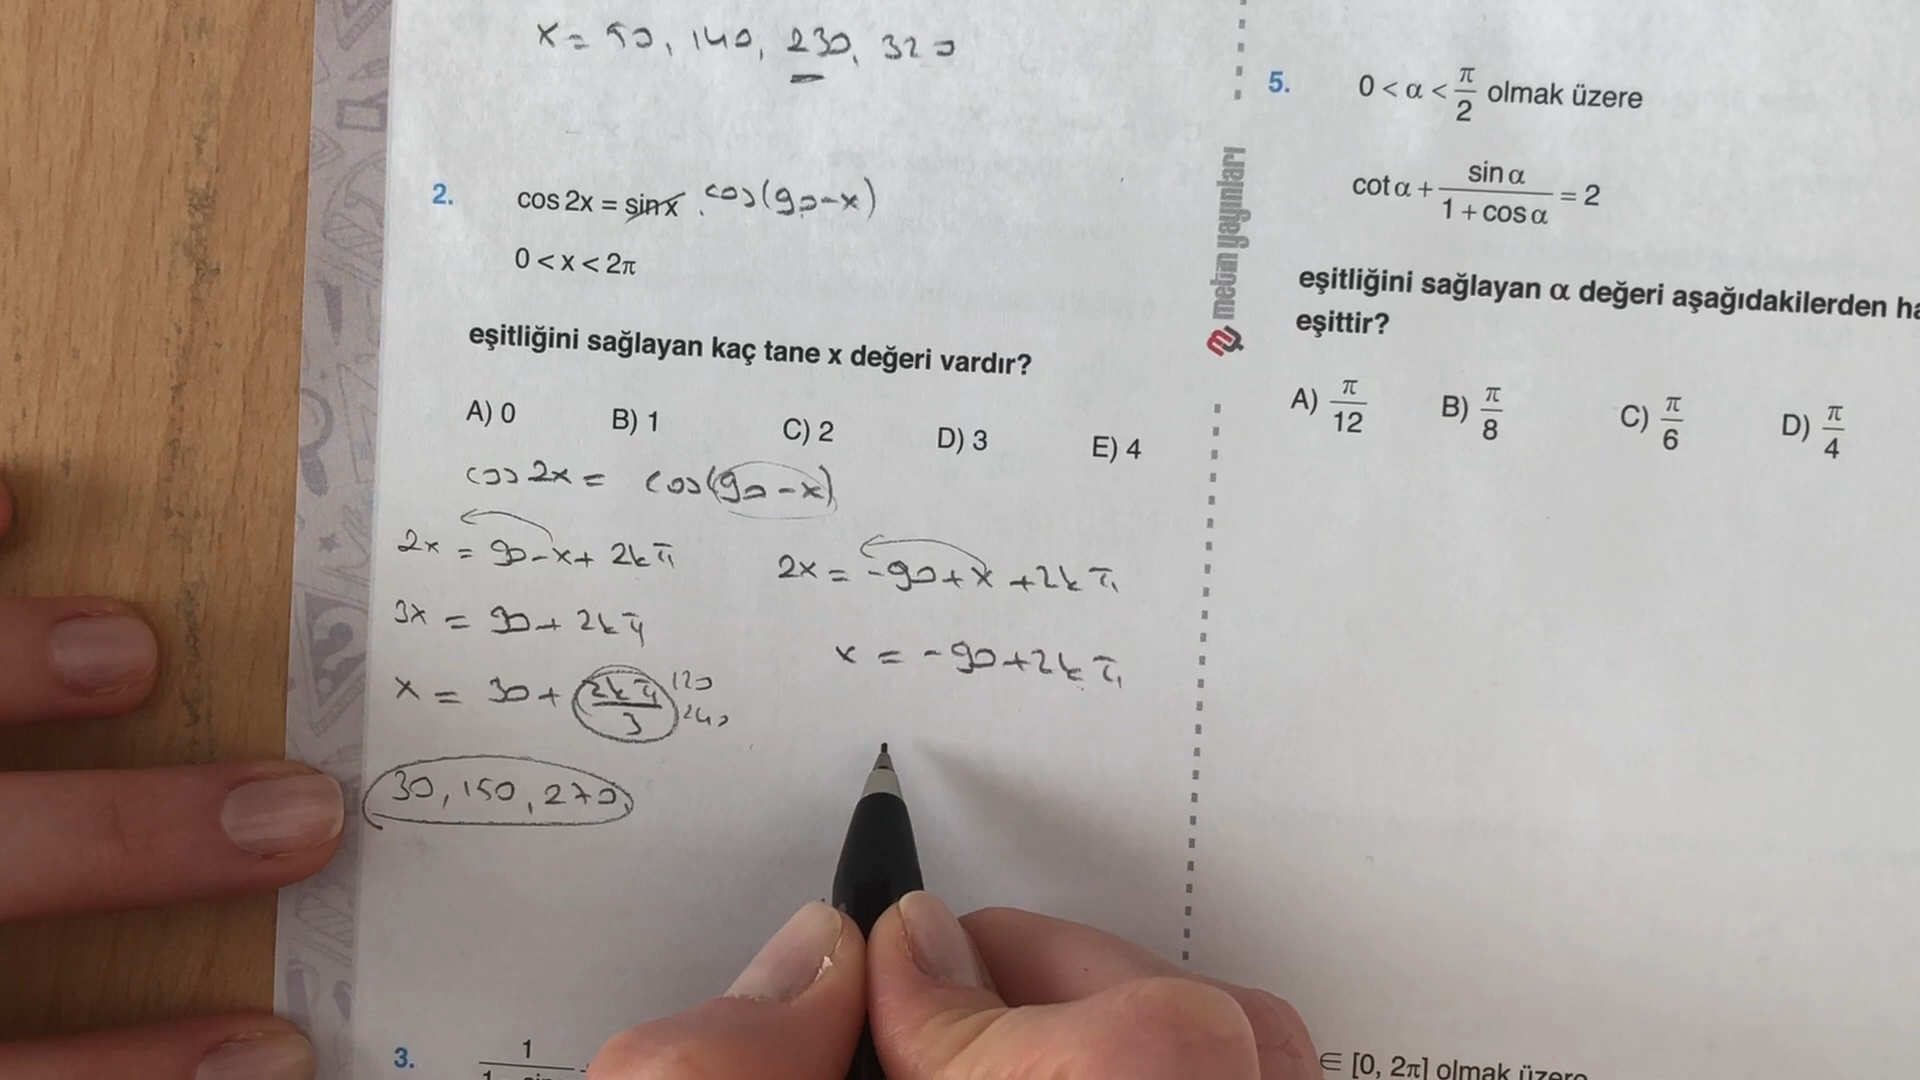 x = 50, 140, 230, 320
2. cos 2x = sin x . cos(90-x)
0 < x < 2π
eşitliğini sağlayan kaç tane x değeri vardır?
A) 0 B) 1 C) 2 D) 3 E) 4
cos 2x = cos(90-x)
2x = 90-x+ 2kπ
3x = 90+ 2kπ
x = 30+ 2kπ/3 120 240
30, 150, 270,
2x = -90+x +2kπ
x = -90+2kπ
3. 1
metin yayınları
5. 0 < α < π/2 olmak üzere
cot α + sin α / 1 + cos α = 2
eşitliğini sağlayan α değeri aşağıdakilerden
eşittir?
A) π/12 B) π/8 C) π/6 D) π/4
∈ [0, 2π] olmak üzere